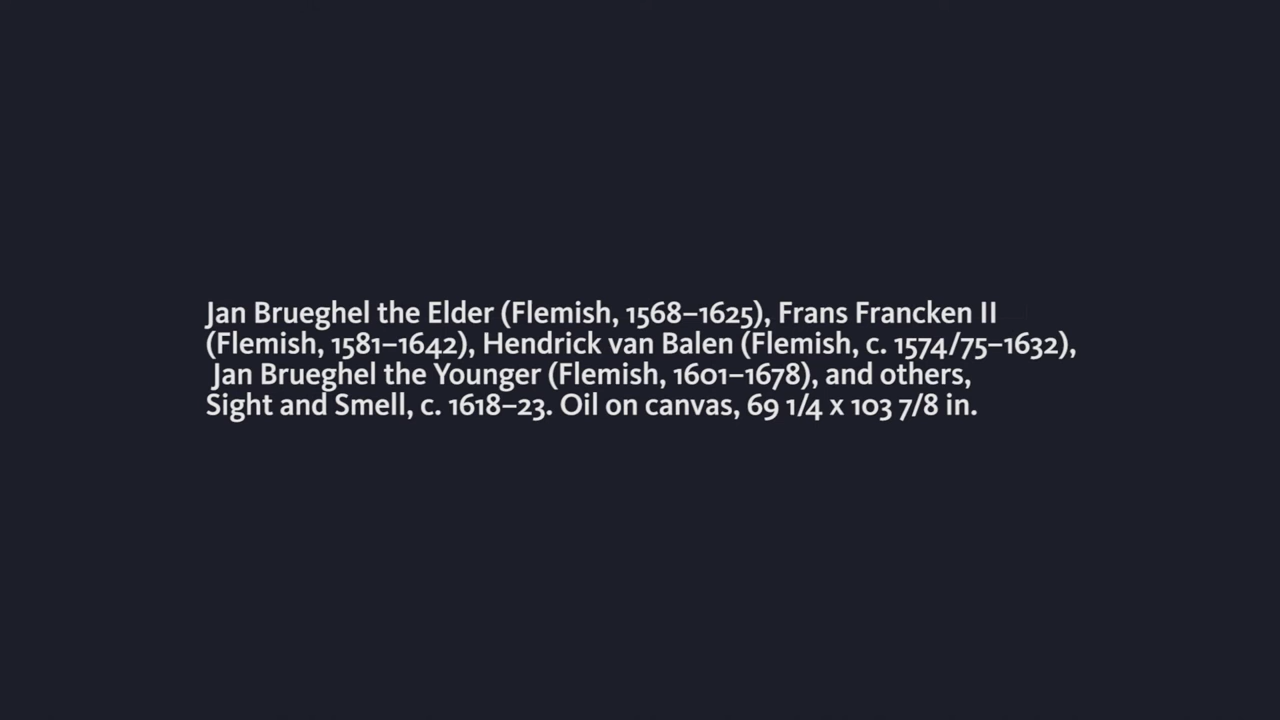 Jan Brueghel the Elder (Flemish, 1568–1625), Frans Francken II
(Flemish, 1581–1642), Hendrick van Balen (Flemish, c. 1574/75–1632),
Jan Brueghel the Younger (Flemish, 1601–1678), and others,
Sight and Smell, c. 1618–23. Oil on canvas, 69 1/4 x 103 7/8 in.